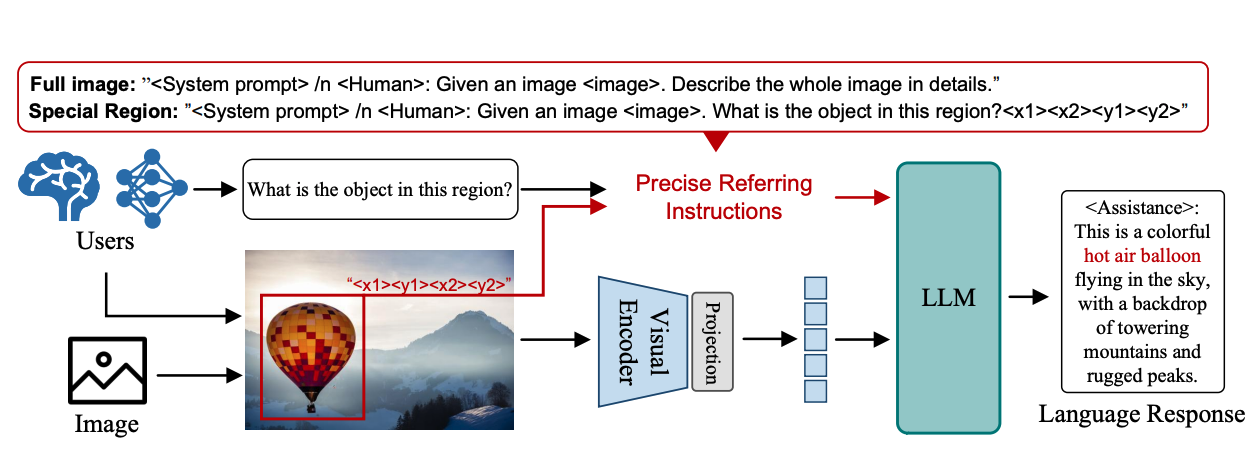 Full image: ”<System prompt> /n <Human>: Given an image <image>. Describe the whole image in details.”
Special Region: ”<System prompt> /n <Human>: Given an image <image>. What is the object in this region?<x1><x2><y1><y2>”
What is the object in this region?
Precise Referring
Instructions
Users
“<x1><y1><x2><y2>”
Image
Visual
Encoder
Projection
LLM
<Assistance>:
This is a colorful
hot air balloon
flying in the sky,
with a backdrop
of towering
mountains and
rugged peaks.
Language Response